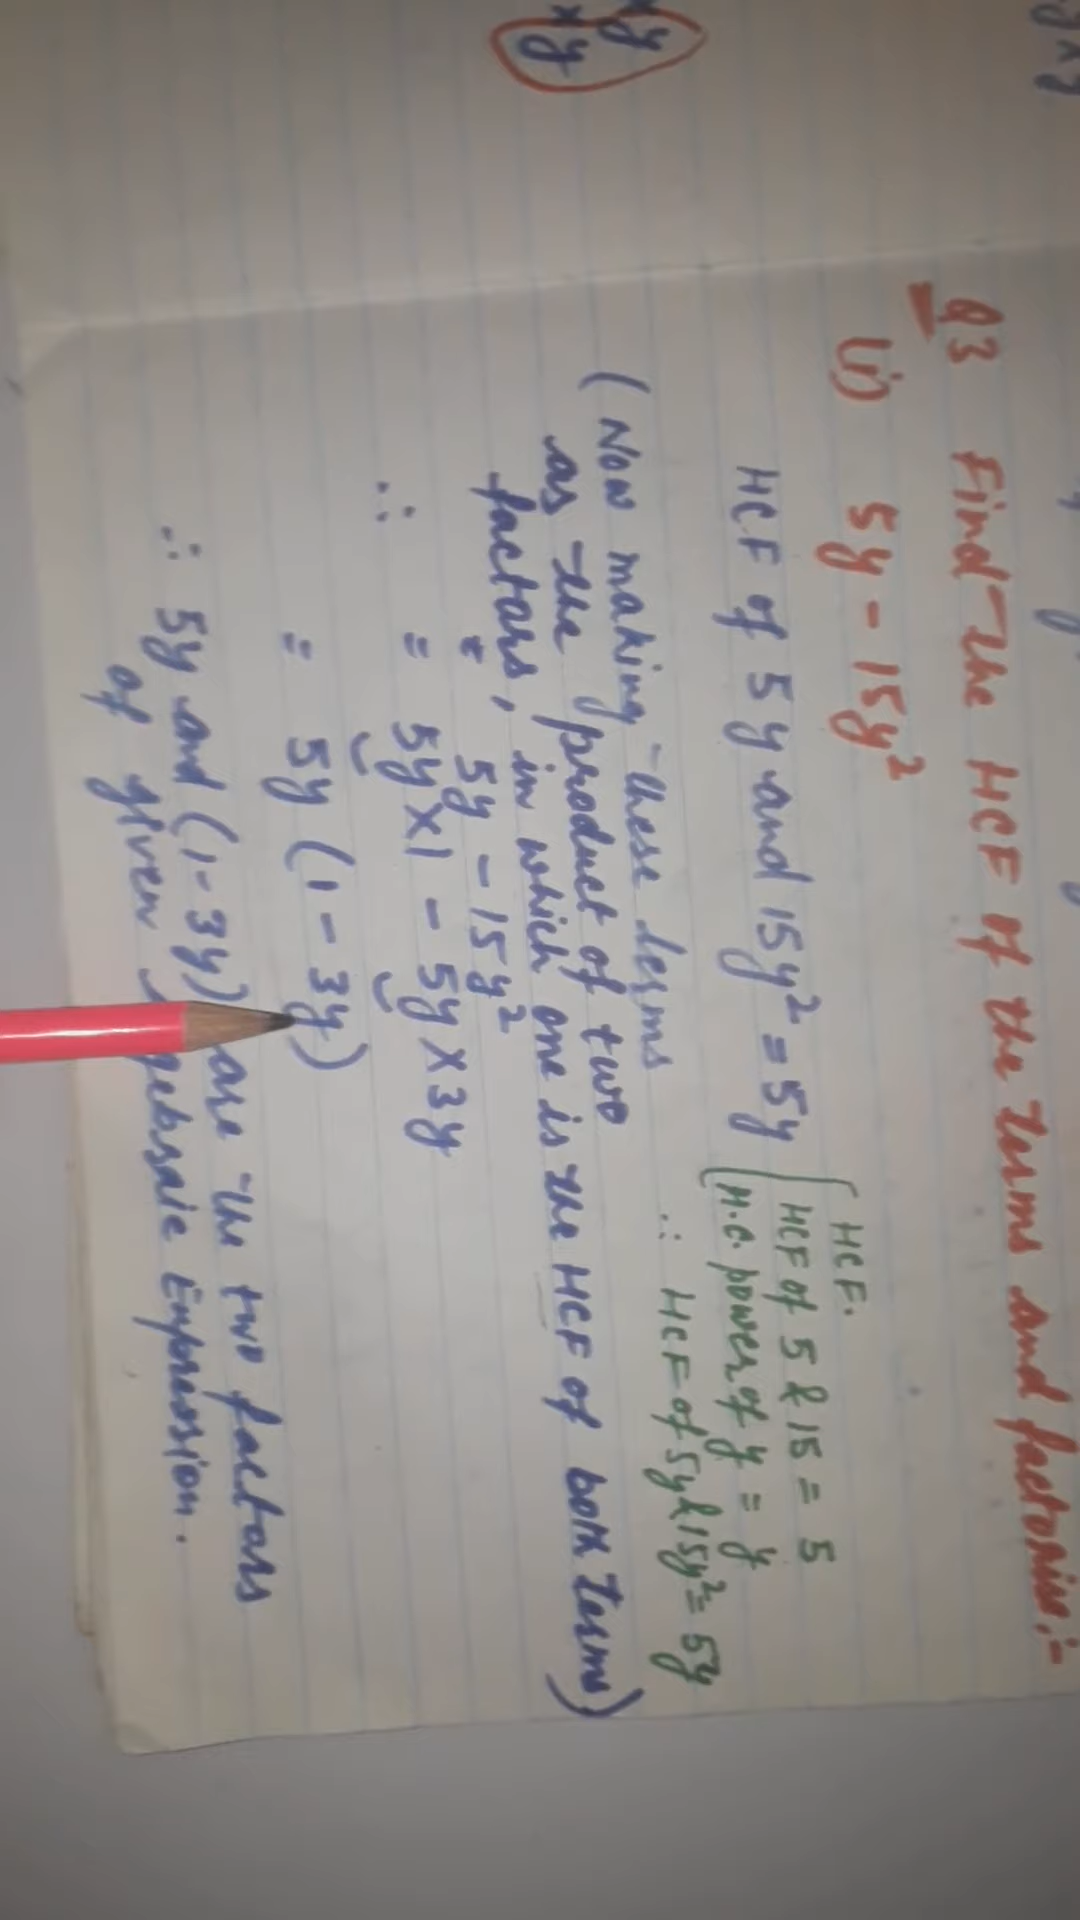 xy
xy
yxy
Q3 Find the HCF of the terms and factorise:-
(i) 5y - 15y²
HCF.
HCF of 5y and 15y² = 5y
HCF of 5 & 15 = 5
H.C. power of y = y
∴ HCF of 5y & 15y² = 5y
(Now making these terms
as the product of two
factors, in which one is the HCF of both terms)
= 5y - 15y²
∴ = 5y x 1 - 5y x 3y
= 5y (1 - 3y)
∴ 5y and (1 - 3y) are the two factors
of given Algebraic Expression.